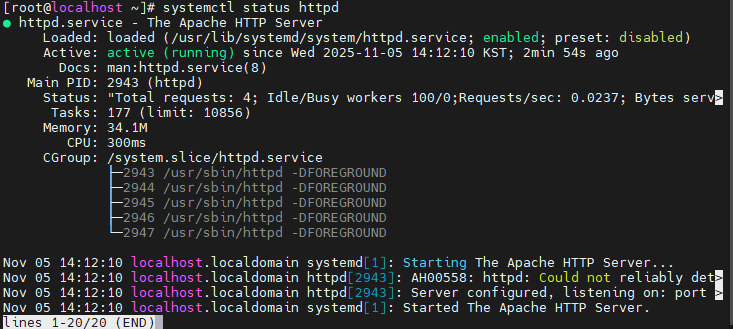 [root@localhost ~]# systemctl status httpd
● httpd.service - The Apache HTTP Server
     Loaded: loaded (/usr/lib/systemd/system/httpd.service; enabled; preset: disabled)
     Active: active (running) since Wed 2025-11-05 14:12:10 KST; 2min 54s ago
       Docs: man:httpd.service(8)
   Main PID: 2943 (httpd)
     Status: "Total requests: 4; Idle/Busy workers 100/0;Requests/sec: 0.0237; Bytes serv>
      Tasks: 177 (limit: 10856)
     Memory: 34.1M
        CPU: 300ms
     CGroup: /system.slice/httpd.service
             ├─2943 /usr/sbin/httpd -DFOREGROUND
             ├─2944 /usr/sbin/httpd -DFOREGROUND
             ├─2945 /usr/sbin/httpd -DFOREGROUND
             ├─2946 /usr/sbin/httpd -DFOREGROUND
             └─2947 /usr/sbin/httpd -DFOREGROUND

Nov 05 14:12:10 localhost.localdomain systemd[1]: Starting The Apache HTTP Server...
Nov 05 14:12:10 localhost.localdomain httpd[2943]: AH00558: httpd: Could not reliably det>
Nov 05 14:12:10 localhost.localdomain httpd[2943]: Server configured, listening on: port >
Nov 05 14:12:10 localhost.localdomain systemd[1]: Started The Apache HTTP Server.
lines 1-20/20 (END)